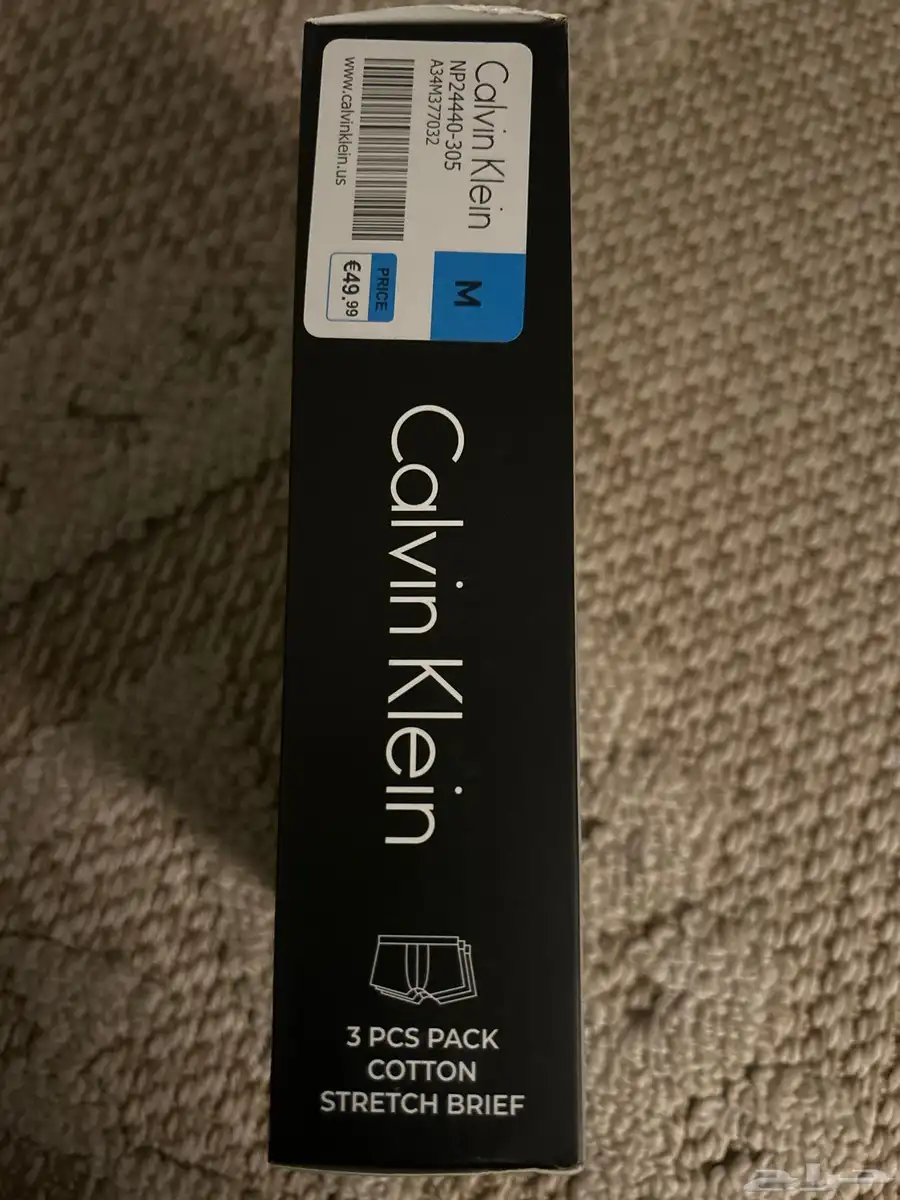 Calvin Klein
NP24440-305
A34M377032
www.calvinklein.us
M
PRICE
€49.99
Calvin Klein
3 PCS PACK
COTTON
STRETCH BRIEF
حراج